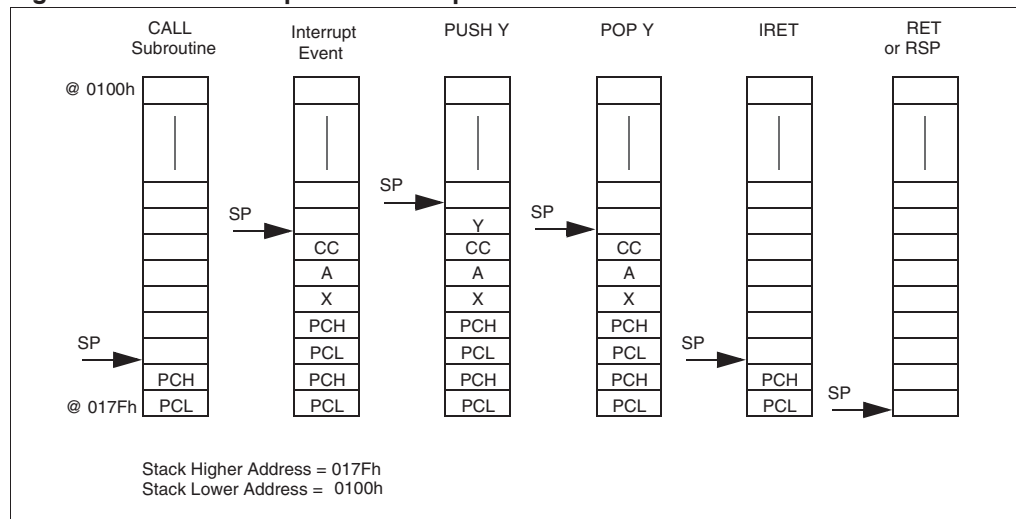 CALL
Subroutine
Interrupt
Event
PUSH Y
POP Y
IRET
RET
or RSP
@ 0100h
SP
SP
SP
Y
CC
CC
CC
A
A
A
X
X
X
PCH
PCH
PCH
SP
PCL
PCL
PCL
SP
PCH
PCH
PCH
PCH
PCH
@ 017Fh
PCL
PCL
PCL
PCL
PCL
SP
Stack Higher Address = 017Fh
Stack Lower Address = 0100h